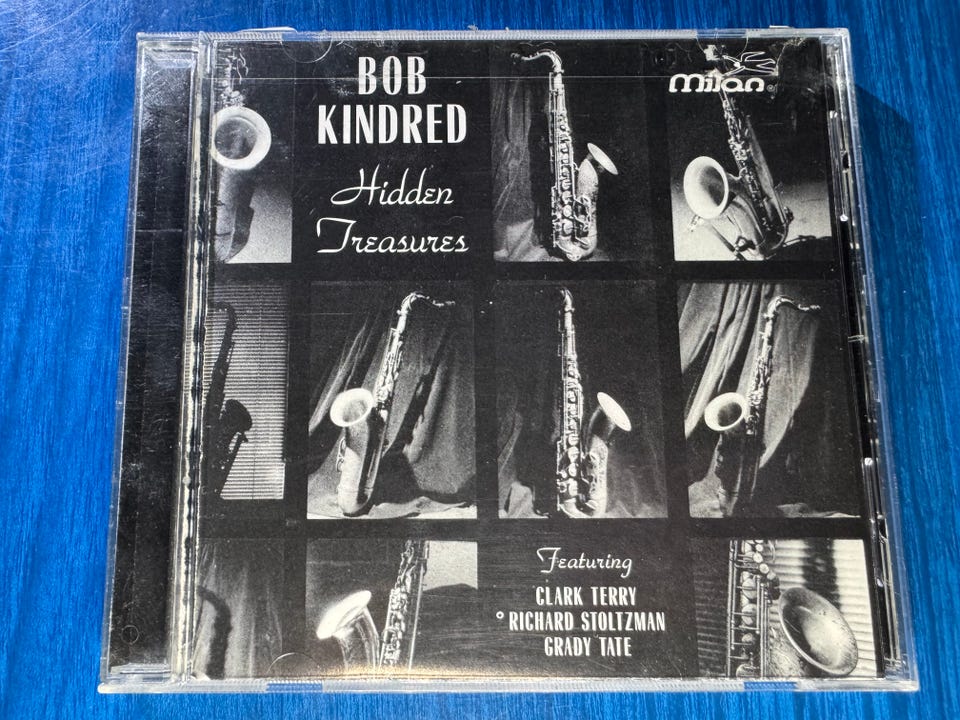 BOB
KINDRED
Hidden
Treasures
Milan®
Featuring
CLARK TERRY
° RICHARD STOLTZMAN
GRADY TATE